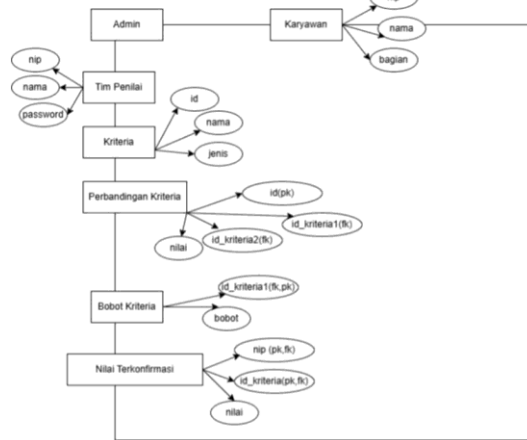 Admin
Karyawan
nama
bagian
nip
nama
password
Tim Penilai
id
nama
jenis
Kriteria
Perbandingan Kriteria
id(pk)
id_kriteria1(fk)
id_kriteria2(fk)
nilai
Bobot Kriteria
id_kriteria1(fk,pk)
bobot
Nilai Terkonfirmasi
nip (pk,fk)
id_kriteria(pk,fk)
nilai